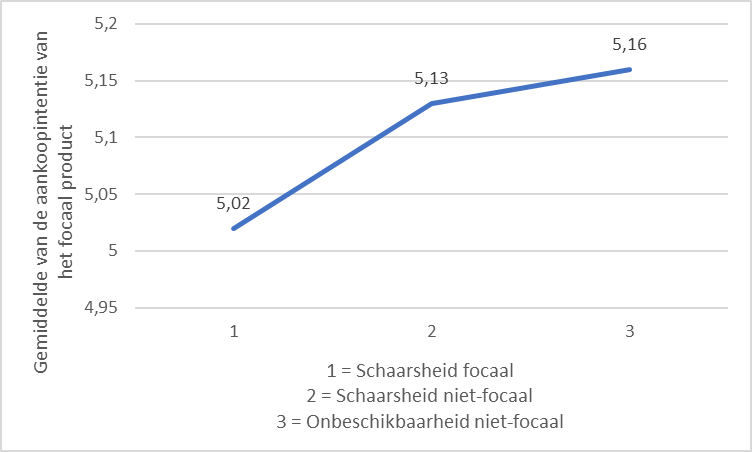 Gemiddelde van de aankoopintentie van
het focaal product
5,2
5,15
5,1
5,05
5
4,95
5,02
5,13
5,16
1
2
3
1 = Schaarsheid focaal
2 = Schaarsheid niet-focaal
3 = Onbeschikbaarheid niet-focaal